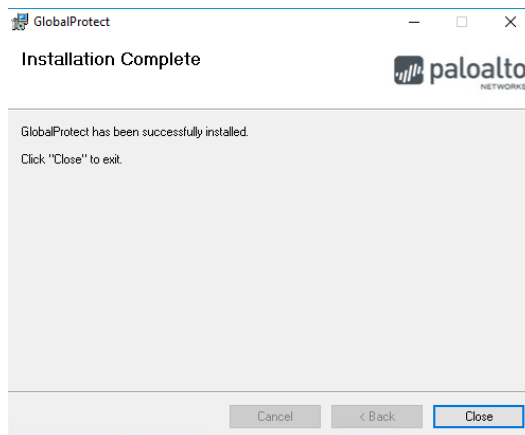 GlobalProtect
Installation Complete
paloalto
NETWORKS
GlobalProtect has been successfully installed.
Click "Close" to exit.
Cancel
< Back
Close